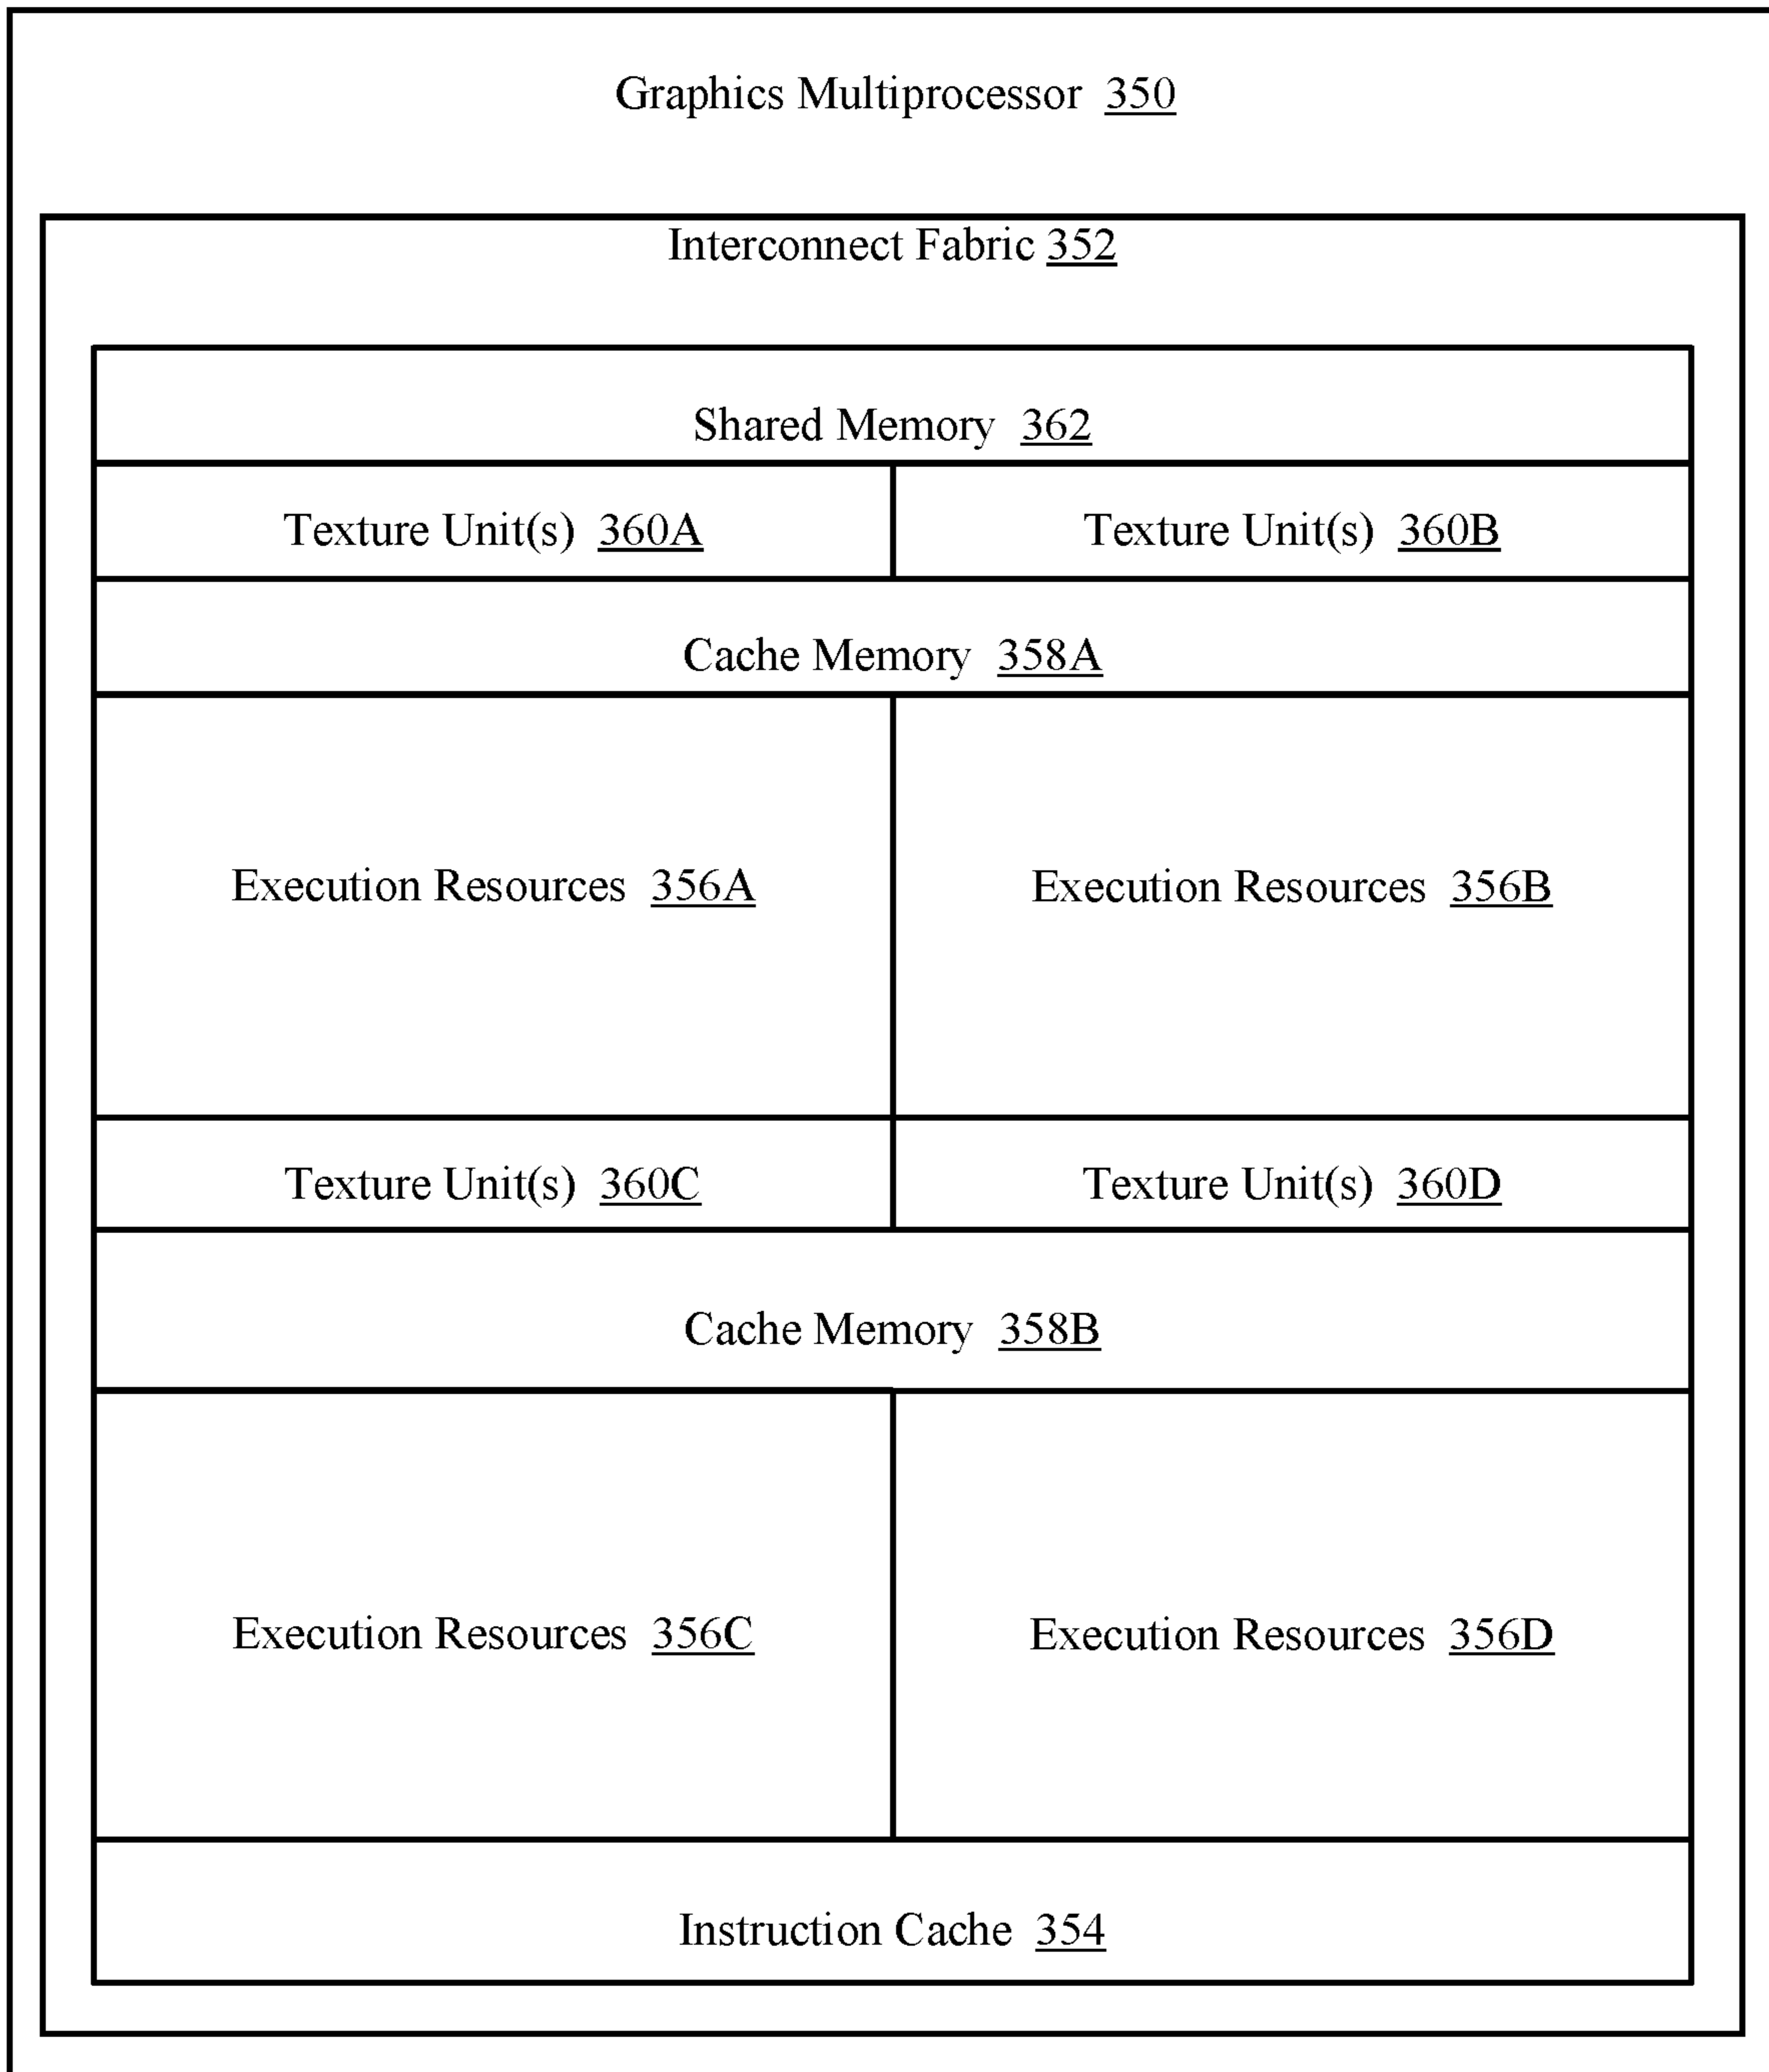 Graphics Multiprocessor 350
Interconnect Fabric 352
Shared Memory 362
Texture Unit(s) 360A
Texture Unit(s) 360B
Cache Memory 358A
Execution Resources 356A
Execution Resources 356B
Texture Unit(s) 360C
Texture Unit(s) 360D
Cache Memory 358B
Execution Resources 356C
Execution Resources 356D
Instruction Cache 354